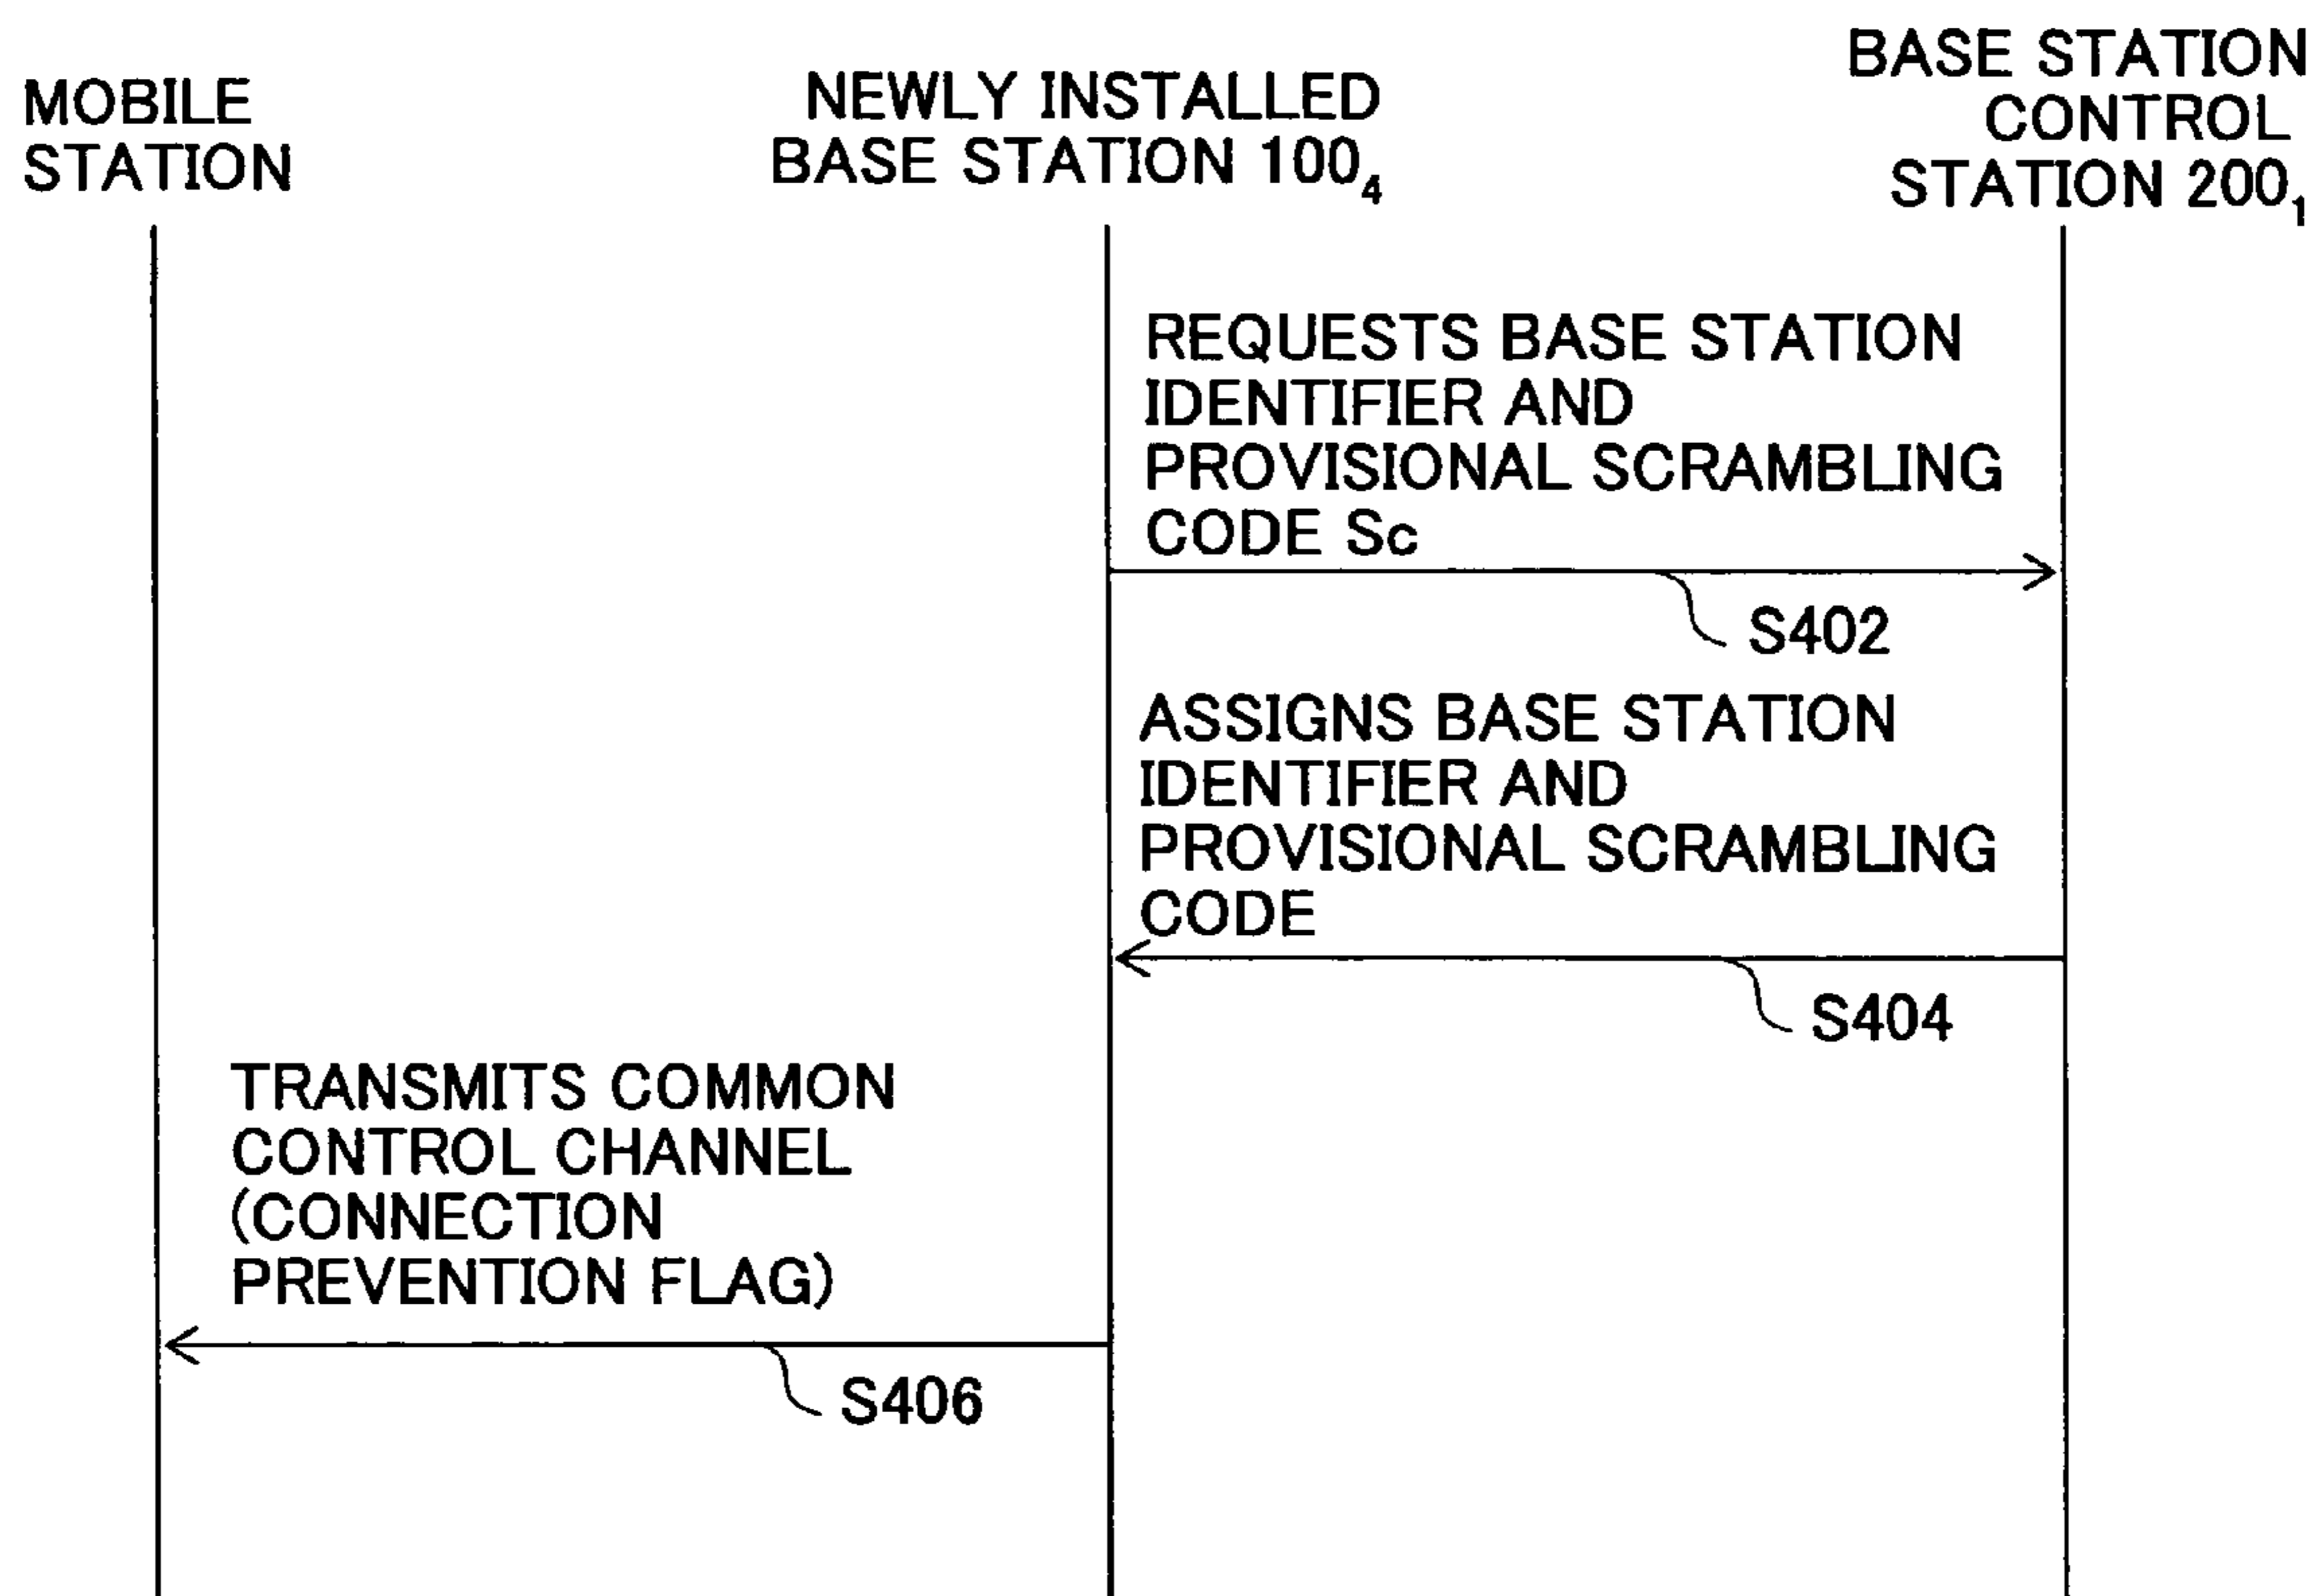 MOBILE
STATION
NEWLY INSTALLED
BASE STATION 100₄
BASE STATION
CONTROL
STATION 200₁
REQUESTS BASE STATION
IDENTIFIER AND
PROVISIONAL SCRAMBLING
CODE Sc
S402
ASSIGNS BASE STATION
IDENTIFIER AND
PROVISIONAL SCRAMBLING
CODE
S404
TRANSMITS COMMON
CONTROL CHANNEL
(CONNECTION
PREVENTION FLAG)
S406